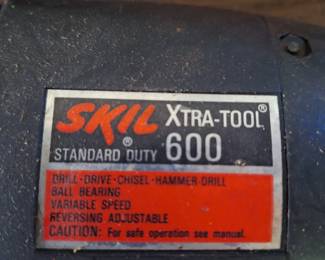 SKIL® XTRA-TOOL®
STANDARD DUTY 600
DRILL·DRIVE·CHISEL·HAMMER DRILL
BALL BEARING
VARIABLE SPEED
REVERSING ADJUSTABLE
CAUTION: For safe operation see manual.